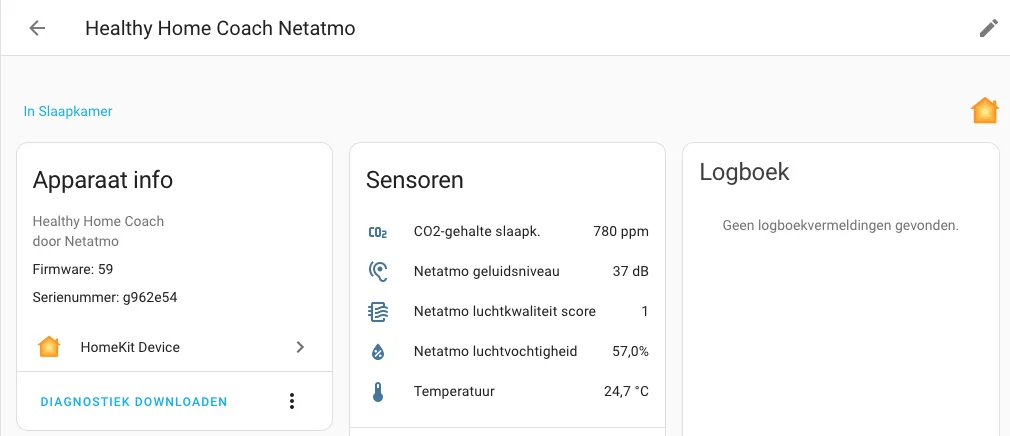 Healthy Home Coach Netatmo
In Slaapkamer
Apparaat info
Healthy Home Coach
door Netatmo
Firmware: 59
Serienummer: g962e54
HomeKit Device
DIAGNOSTIEK DOWNLOADEN
Sensoren
CO2
CO2-gehalte slaapk. 780 ppm
Netatmo geluidsniveau 37 dB
Netatmo luchtkwaliteit score 1
Netatmo luchtvochtigheid 57,0%
Temperatuur 24,7 °C
Logboek
Geen logboekvermeldingen gevonden.